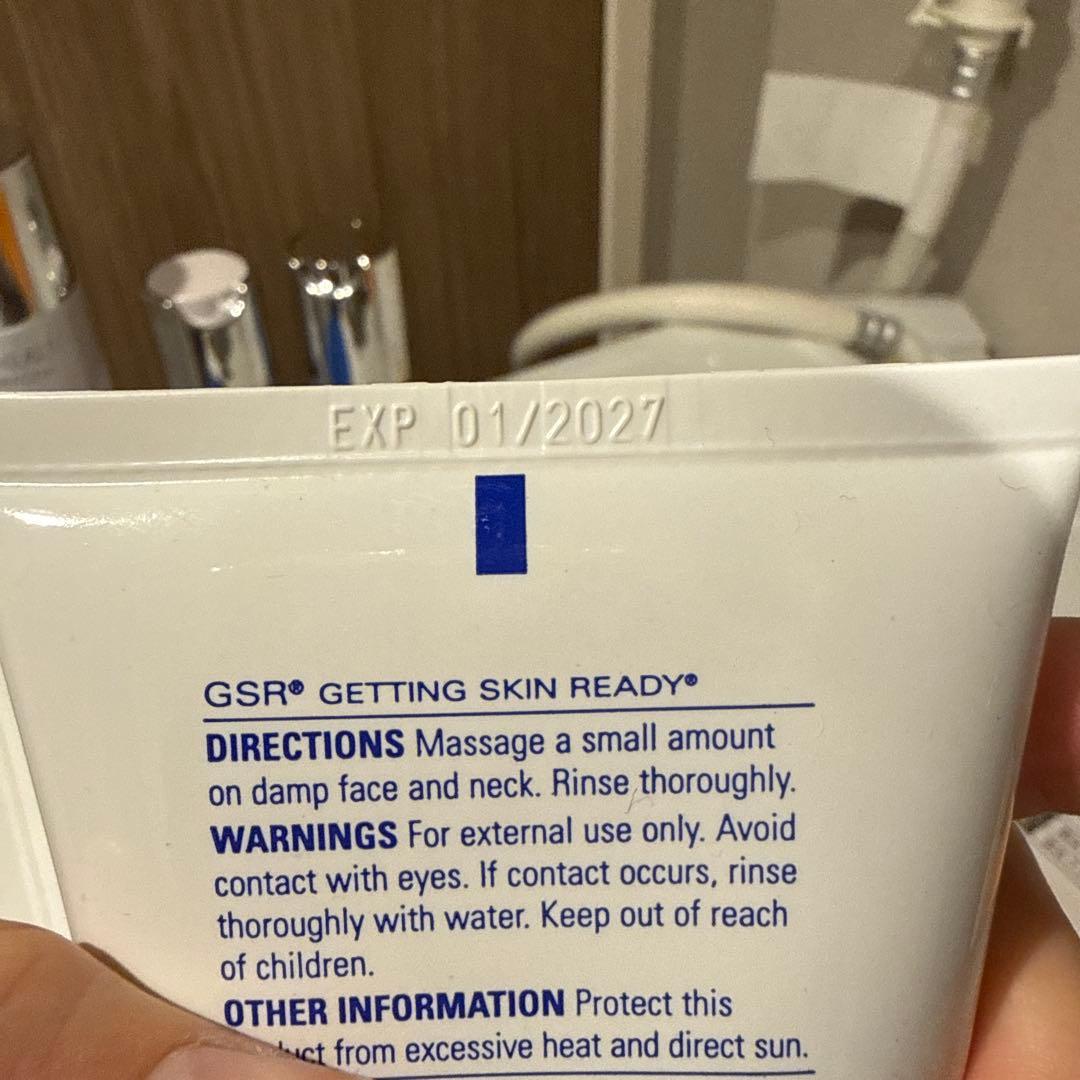 EXP 01/2027
GSR® GETTING SKIN READY®
DIRECTIONS Massage a small amount
on damp face and neck. Rinse thoroughly.
WARNINGS For external use only. Avoid
contact with eyes. If contact occurs, rinse
thoroughly with water. Keep out of reach
of children.
OTHER INFORMATION Protect this
from excessive heat and direct sun.